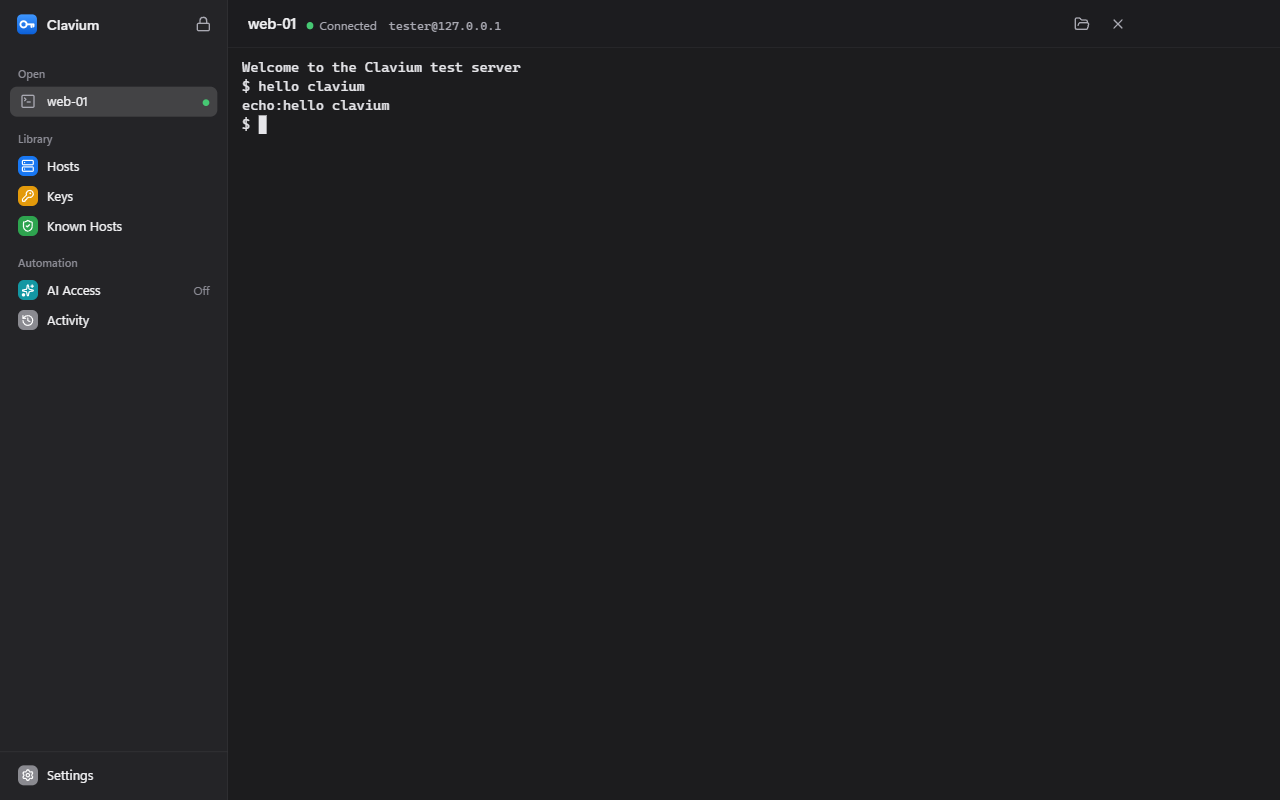 Clavium
Open
web-01
Library
Hosts
Keys
Known Hosts
Automation
AI Access Off
Activity
Settings
web-01 Connected tester@127.0.0.1
Welcome to the Clavium test server
$ hello clavium
echo:hello clavium
$